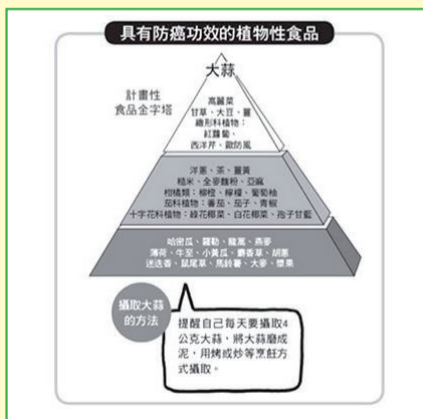 具有防癌功效的植物性食品
大蒜
計畫性
食品金字塔
高麗菜
甘草、大豆、薑
繖形科植物：
紅蘿蔔、
西洋芹、歐防風
洋蔥、茶、薑黃
糙米、全麥麵粉、亞麻
柑橘類：柳橙、檸檬、葡萄柚
茄科植物：番茄、茄子、青椒
十字花科植物：綠花椰菜、白花椰菜、孢子甘藍
哈密瓜、羅勒、龍蒿、燕麥
薄荷、牛至、小黃瓜、麝香草、胡蔥
迷迭香、鼠尾草、馬鈴薯、大麥、漿果
攝取大蒜
的方法
提醒自己每天要攝取4
公克大蒜，將大蒜磨成
泥，用烤或炒等烹飪方
式攝取。